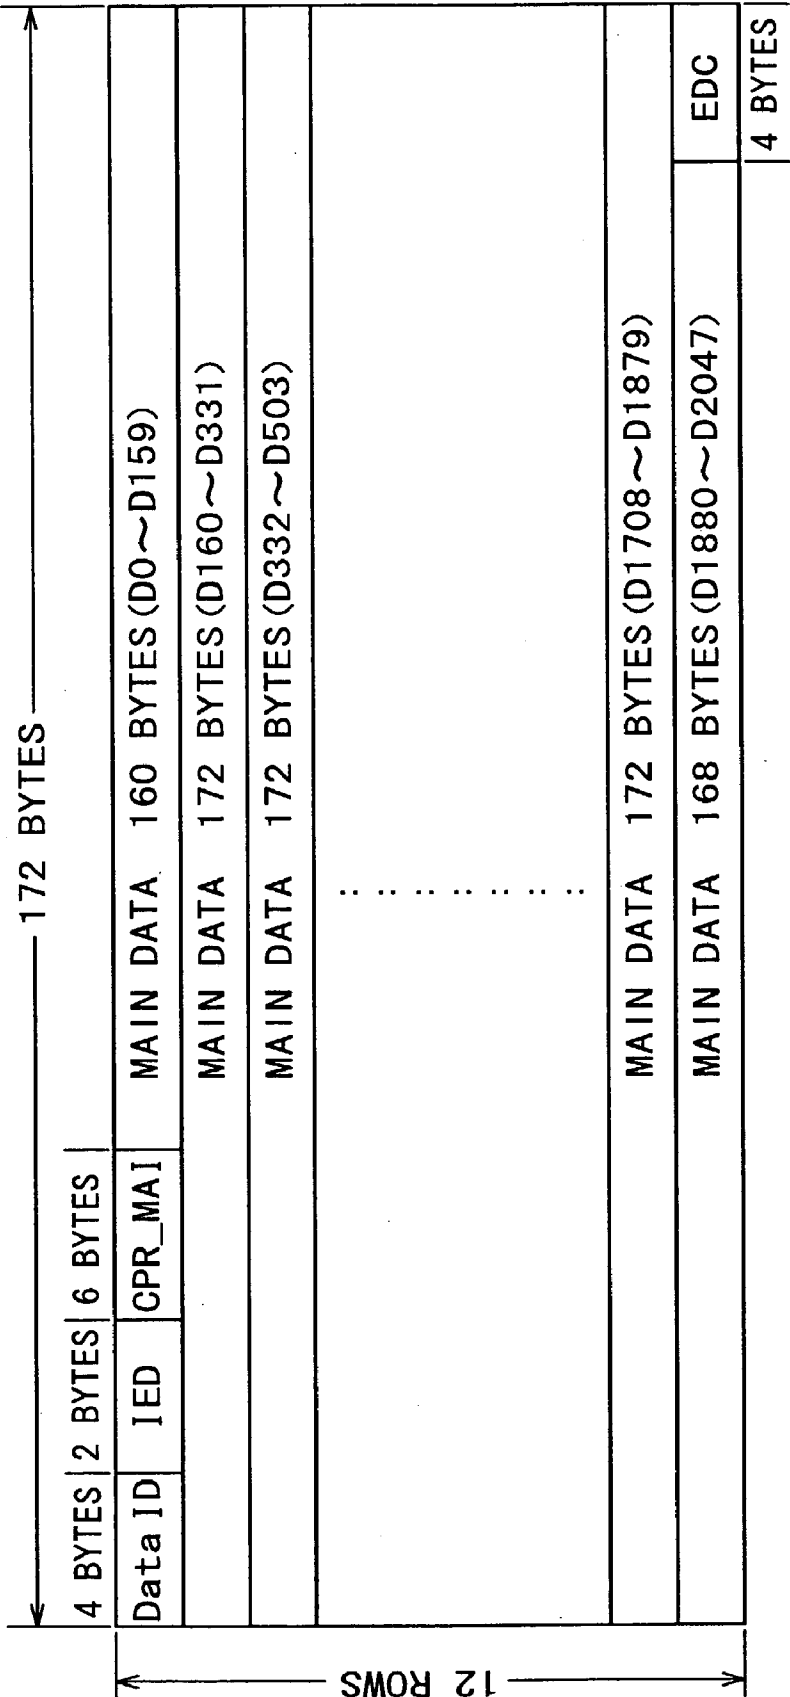 172 BYTES
4 BYTES 2 BYTES 6 BYTES
Data ID IED CPR_MAI MAIN DATA 160 BYTES(D0~D159)
MAIN DATA 172 BYTES(D160~D331)
MAIN DATA 172 BYTES(D332~D503)
MAIN DATA 172 BYTES(D1708~D1879)
MAIN DATA 168 BYTES(D1880~D2047) EDC
4 BYTES
12 ROWS